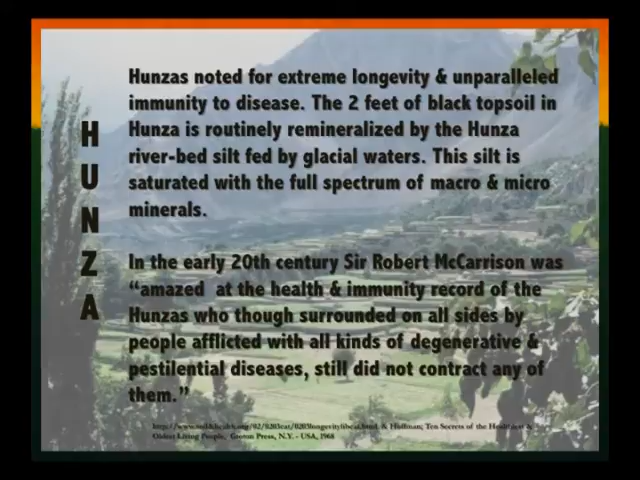 HUNZA
Hunzas noted for extreme longevity & unparalleled
immunity to disease. The 2 feet of black topsoil in
Hunza is routinely remineralized by the Hunza
river-bed silt fed by glacial waters. This silt is
saturated with the full spectrum of macro & micro
minerals.
In the early 20th century Sir Robert McCarrison was
“amazed at the health & immunity record of the
Hunzas who though surrounded on all sides by
people afflicted with all kinds of degenerative &
pestilential diseases, still did not contract any of
them.”
& Hoffman; Ten Secrets of the Healthiest &
Oldest Living People, Groton Press, N.Y. - USA, 1968